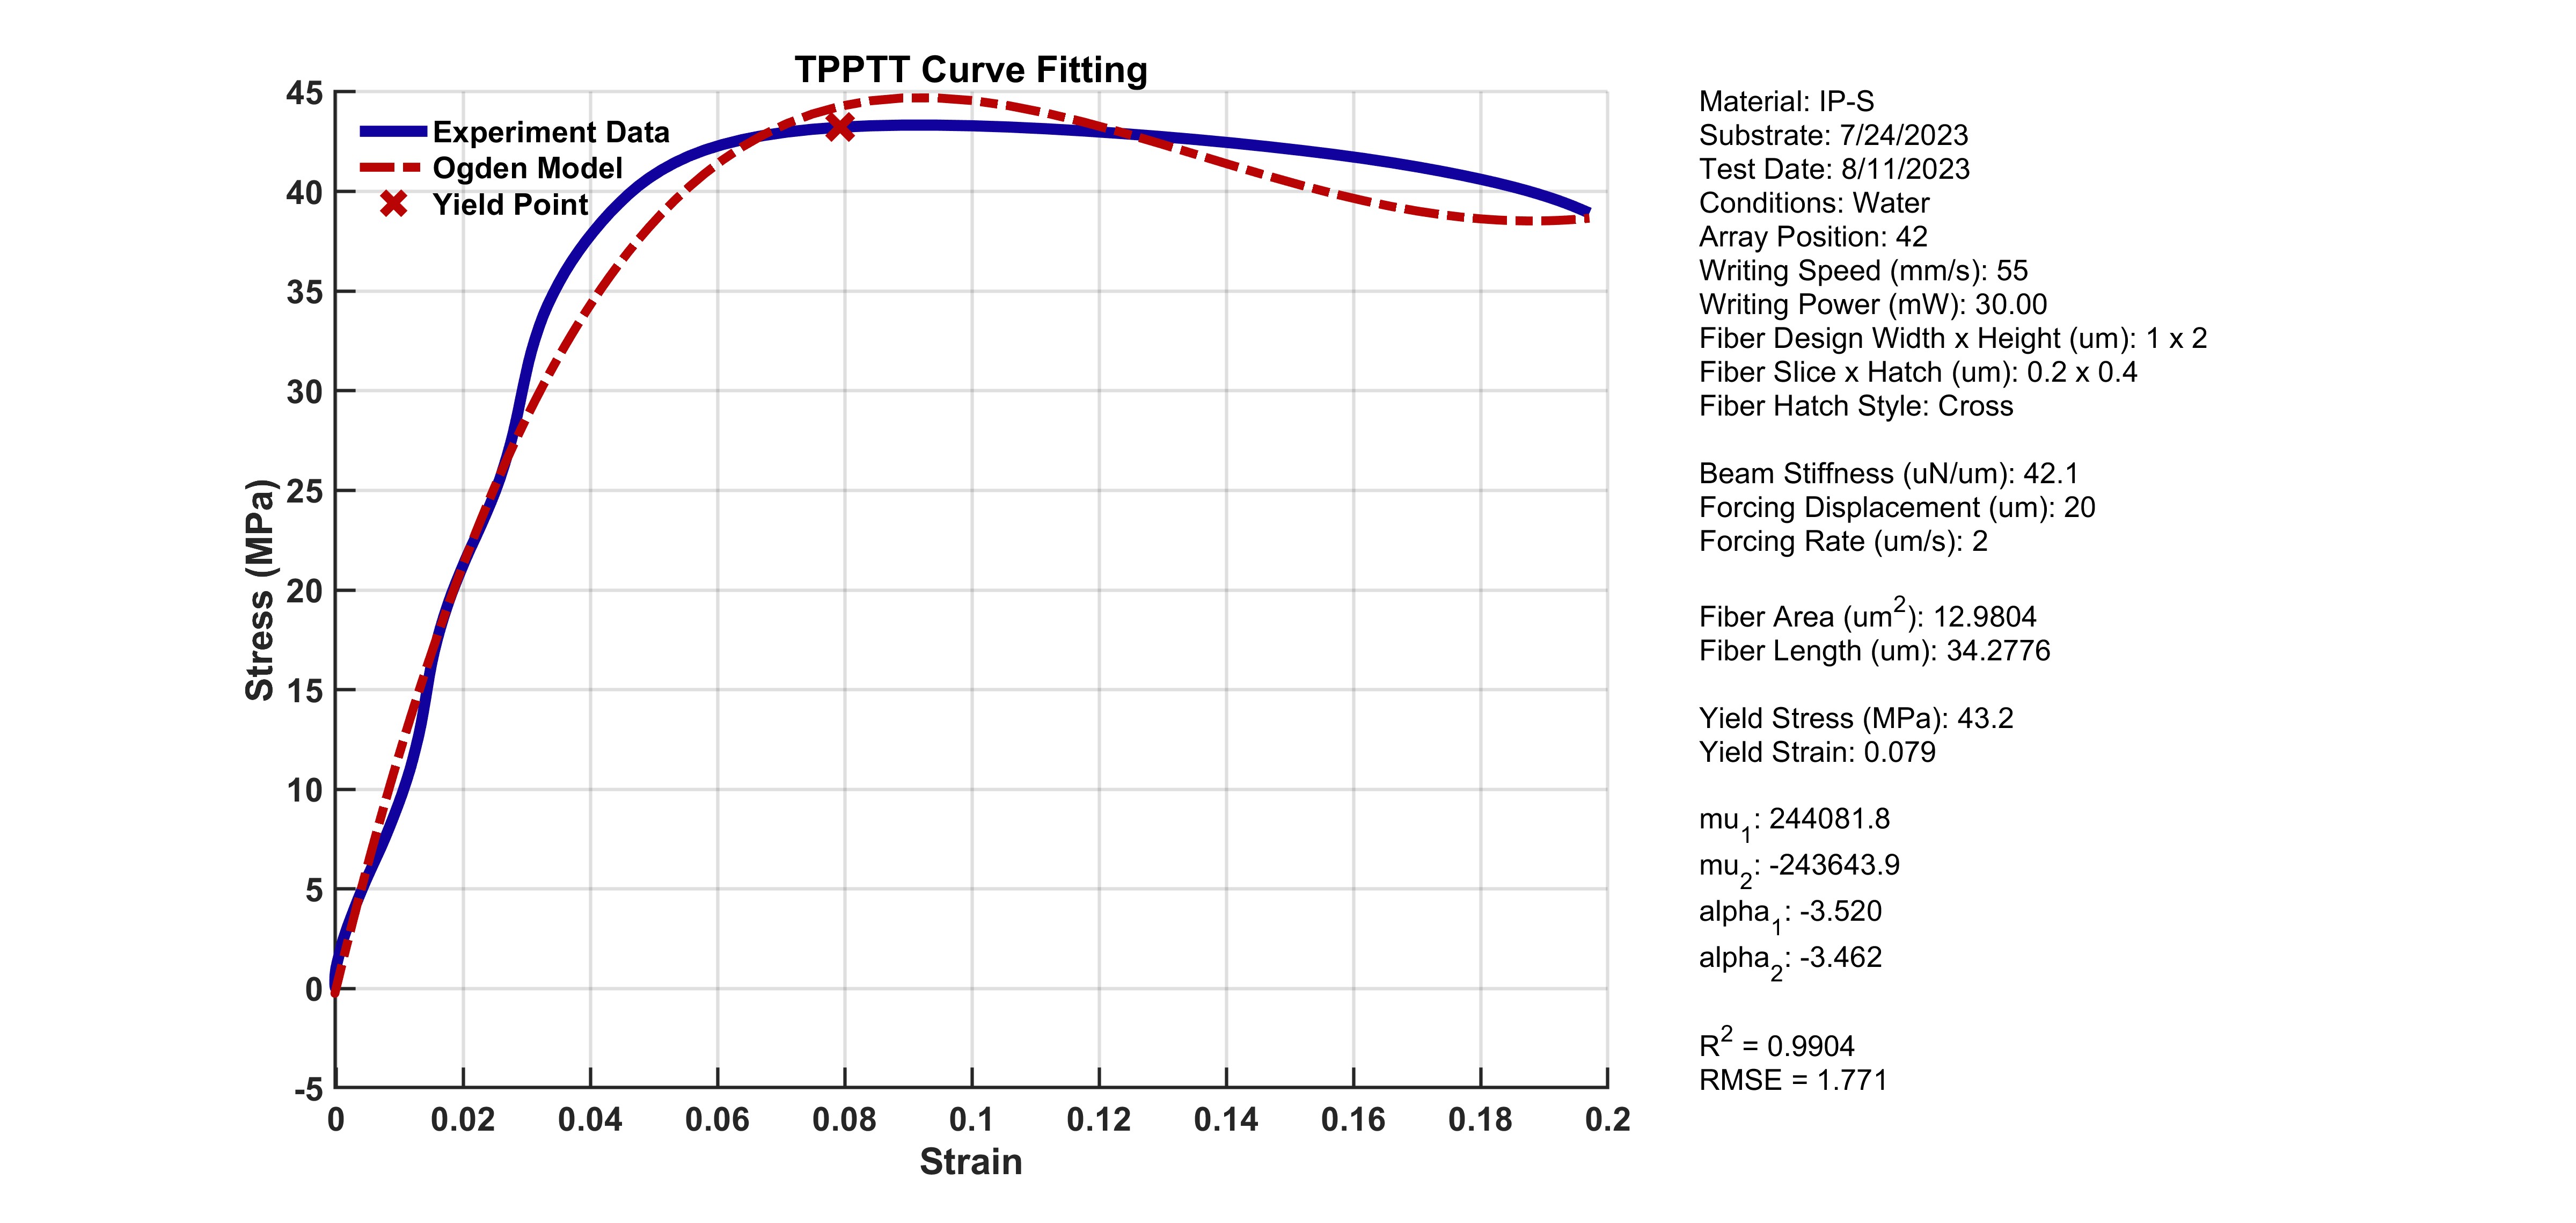 TPPTT Curve Fitting
45
40
35
30
25
20
15
10
5
0
-5
Stress (MPa)
Experiment Data
Ogden Model
Yield Point
0 0.02 0.04 0.06 0.08 0.1 0.12 0.14 0.16 0.18 0.2
Strain
Material: IP-S
Substrate: 7/24/2023
Test Date: 8/11/2023
Conditions: Water
Array Position: 42
Writing Speed (mm/s): 55
Writing Power (mW): 30.00
Fiber Design Width x Height (um): 1 x 2
Fiber Slice x Hatch (um): 0.2 x 0.4
Fiber Hatch Style: Cross
Beam Stiffness (uN/um): 42.1
Forcing Displacement (um): 20
Forcing Rate (um/s): 2
Fiber Area (um²): 12.9804
Fiber Length (um): 34.2776
Yield Stress (MPa): 43.2
Yield Strain: 0.079
mu₁: 244081.8
mu₂: -243643.9
alpha₁: -3.520
alpha₂: -3.462
R² = 0.9904
RMSE = 1.771